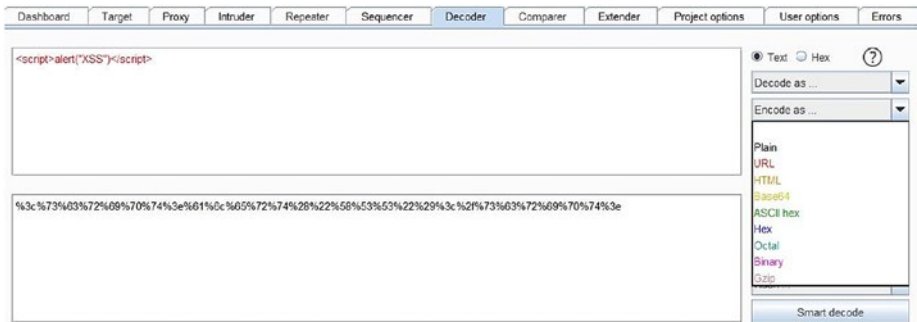 Dashboard Target Proxy Intruder Repeater Sequencer Decoder Comparer Extender Project options User options Errors
<script>alert("XSS")</script>
Text Hex ?
Decode as ...
Encode as ...
Plain
URL
HTML
Base64
ASCII hex
Hex
Octal
Binary
Gzip
%3c%73%63%72%69%70%74%3e%61%6c%65%72%74%28%22%58%53%53%22%29%3c%2f%73%63%72%69%70%74%3e
Smart decode